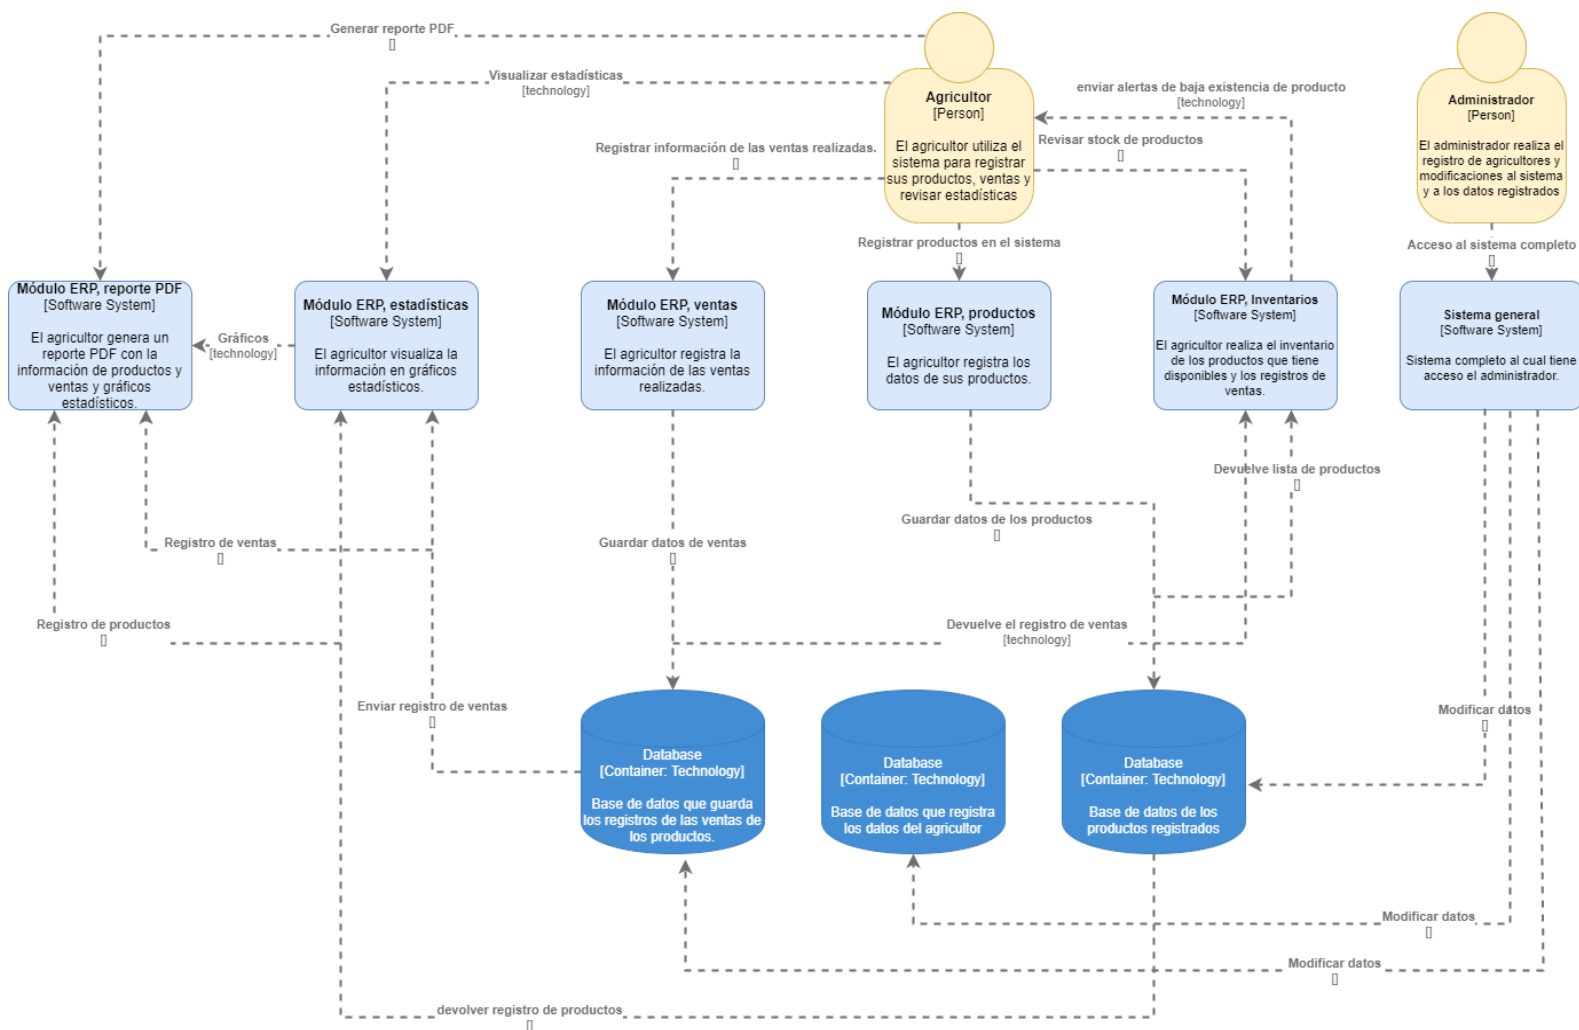 Generar reporte PDF
[]
Visualizar estadísticas
[technology]
Agricultor
[Person]
El agricultor utiliza el
sistema para registrar
sus productos, ventas y
revisar estadísticas
enviar alertas de baja existencia de producto
[technology]
Administrador
[Person]
El administrador realiza el
registro de agricultores y
modificaciones al sistema
y a los datos registrados
Registrar información de las ventas realizadas.
[]
Revisar stock de productos
[]
Registrar productos en el sistema
[]
Acceso al sistema completo
[]
Módulo ERP, reporte PDF
[Software System]
El agricultor genera un
reporte PDF con la
información de productos y
ventas y gráficos
estadísticos.
Gráficos
[technology]
Módulo ERP, estadísticas
[Software System]
El agricultor visualiza la
información en gráficos
estadísticos.
Módulo ERP, ventas
[Software System]
El agricultor registra la
información de las ventas
realizadas.
Módulo ERP, productos
[Software System]
El agricultor registra los
datos de sus productos.
Módulo ERP, Inventarios
[Software System]
El agricultor realiza el inventario
de los productos que tiene
disponibles y los registros de
ventas.
Sistema general
[Software System]
Sistema completo al cual tiene
acceso el administrador.
Devuelve lista de productos
[]
Registro de ventas
[]
Guardar datos de ventas
[]
Guardar datos de los productos
[]
Registro de productos
[]
Devuelve el registro de ventas
[technology]
Enviar registro de ventas
[]
Modificar datos
[]
Database
[Container: Technology]
Base de datos que guarda
los registros de las ventas de
los productos.
Database
[Container: Technology]
Base de datos que registra
los datos del agricultor
Database
[Container: Technology]
Base de datos de los
productos registrados
Modificar datos
[]
Modificar datos
[]
devolver registro de productos
[]